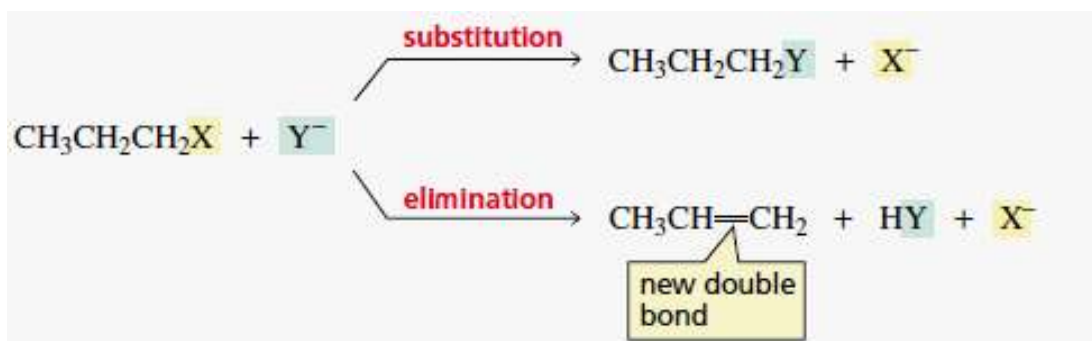 substitution
CH₃CH₂CH₂Y + X⁻
CH₃CH₂CH₂X + Y⁻
elimination
CH₃CH=CH₂ + HY + X⁻
new double
bond